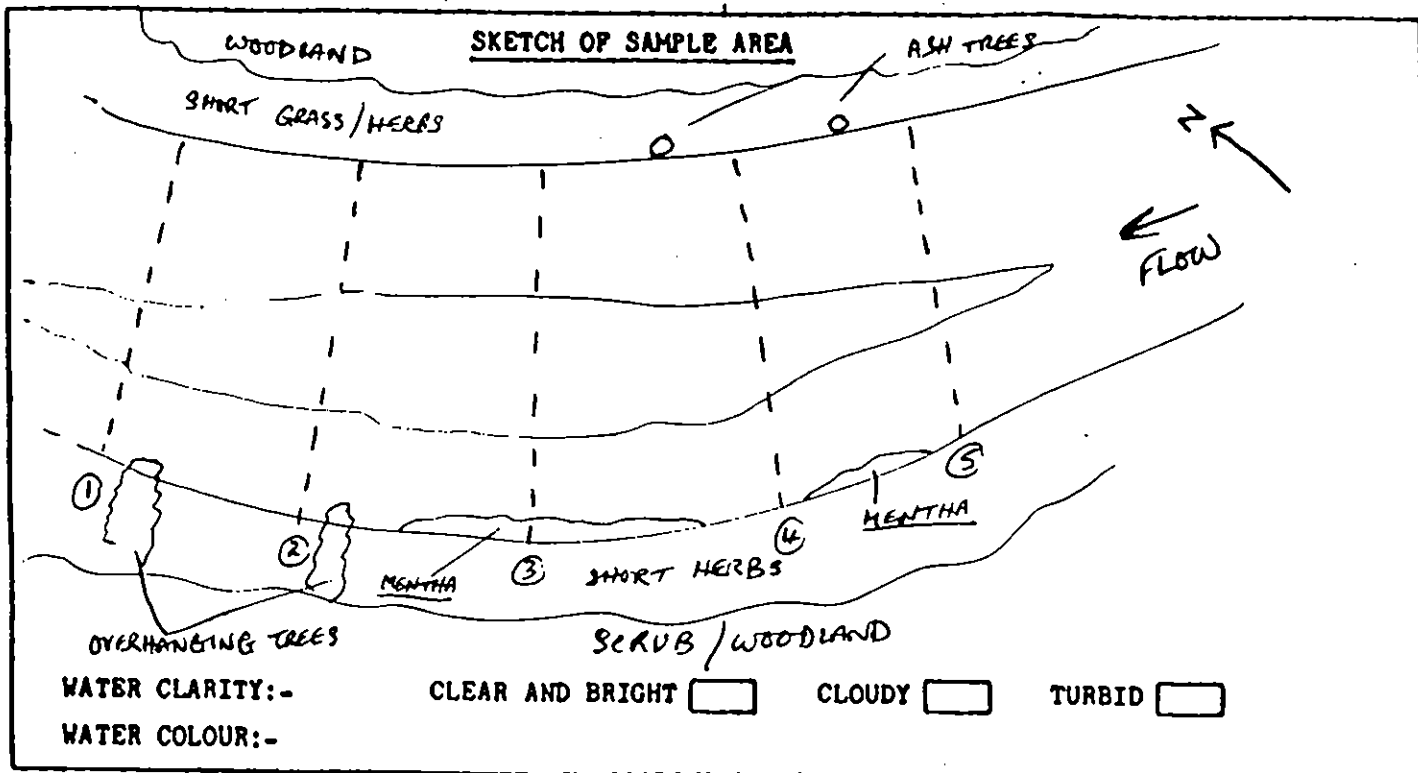 SKETCH OF SAMPLE AREA
WOODLAND
ASH TREES
SHORT GRASS/HERBS
N
FLOW
①
②
③
④
⑤
MENTHA
MENTHA
SHORT HERBS
OVERHANGING TREES
SCRUB/WOODLAND
WATER CLARITY:- CLEAR AND BRIGHT CLOUDY TURBID
WATER COLOUR:-